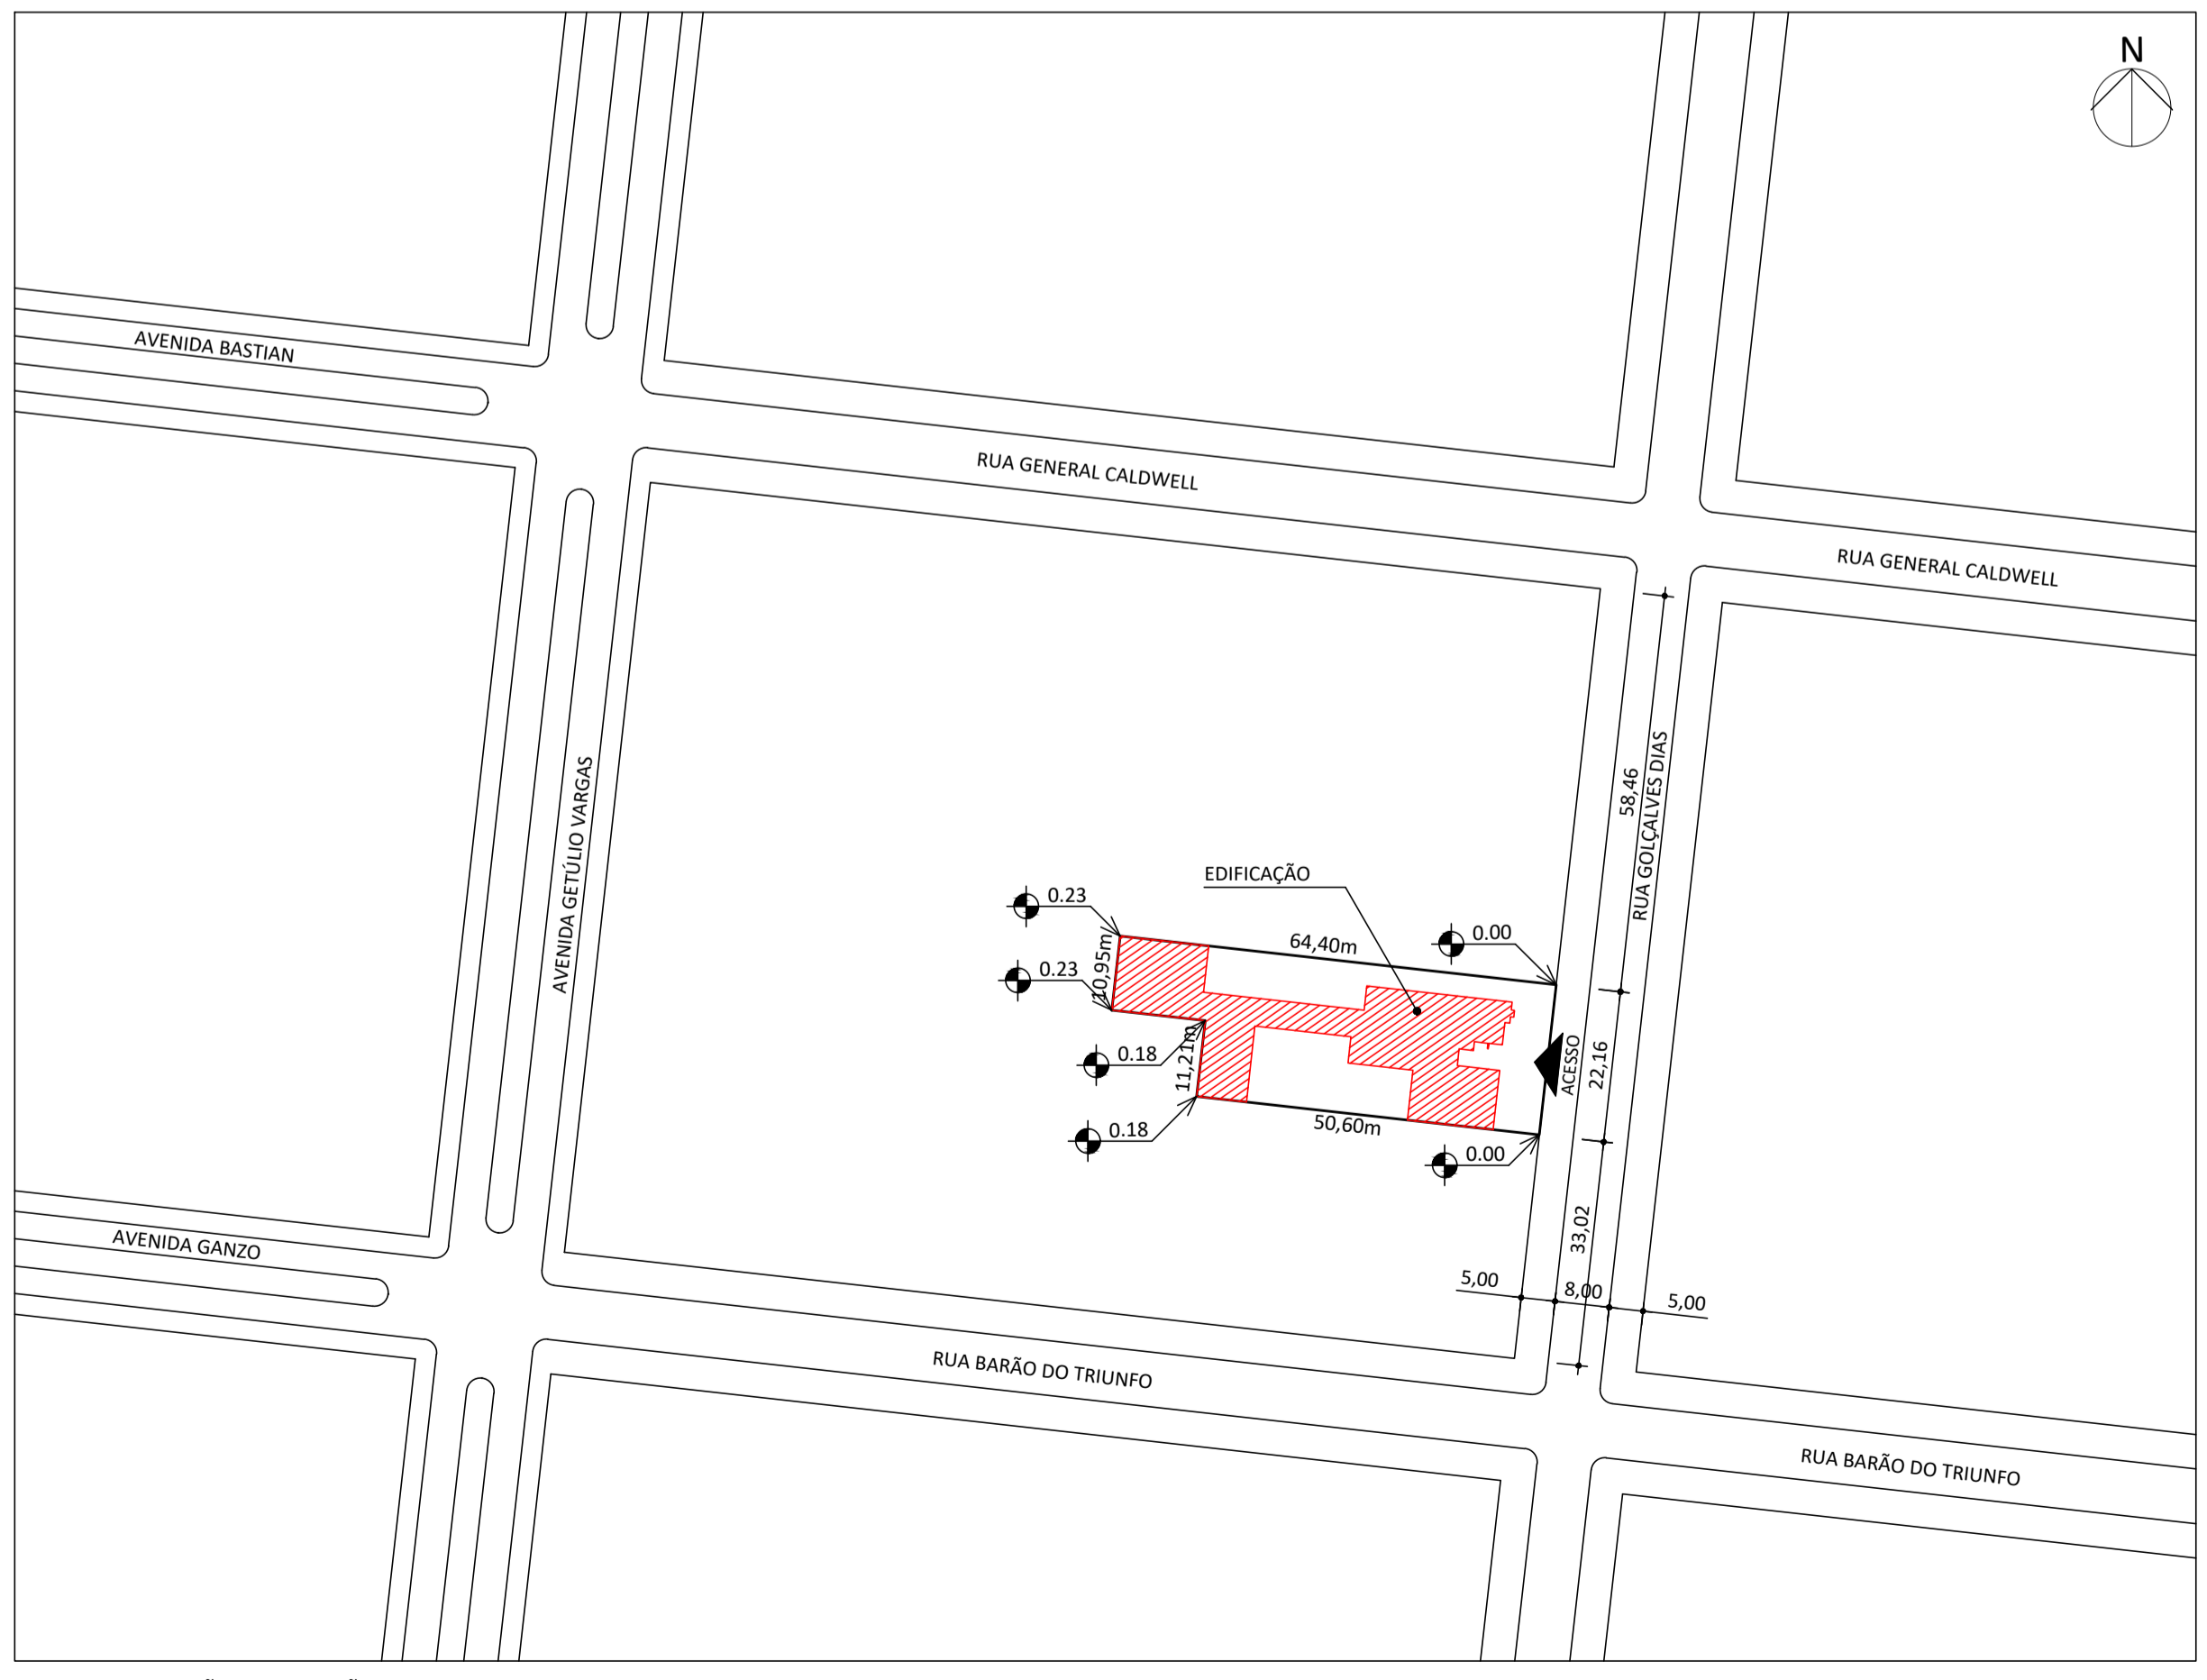 N
AVENIDA BASTIAN
RUA GENERAL CALDWELL
RUA GENERAL CALDWELL
AVENIDA GETÚLIO VARGAS
58,46
RUA GOLÇALVES DIAS
EDIFICAÇÃO
0.23
0.00
64,40m
10,95m
0.23
0.18
11,21m
ACESSO
22,16
0.18
50,60m
0.00
33,02
AVENIDA GANZO
5,00
8,00
5,00
RUA BARÃO DO TRIUNFO
RUA BARÃO DO TRIUNFO